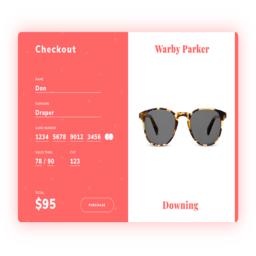 Checkout
Warby Parker
NAME
Don
SURNAME
Draper
CARD NUMBER
1234 5678 9012 3456
VALID THRU
CVV
78 / 90
123
TOTAL
$95
PURCHASE
Downing